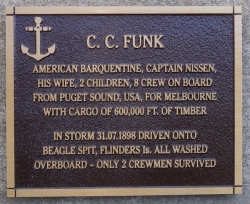 C. C. FUNK
AMERICAN BARQUENTINE, CAPTAIN NISSEN,
HIS WIFE, 2 CHILDREN, 8 CREW ON BOARD
FROM PUGET SOUND, USA, FOR MELBOURNE
WITH CARGO OF 600,000 FT. OF TIMBER
IN STORM 31.07.1898 DRIVEN ONTO
BEAGLE SPIT, FLINDERS Is. ALL WASHED
OVERBOARD - ONLY 2 CREWMEN SURVIVED